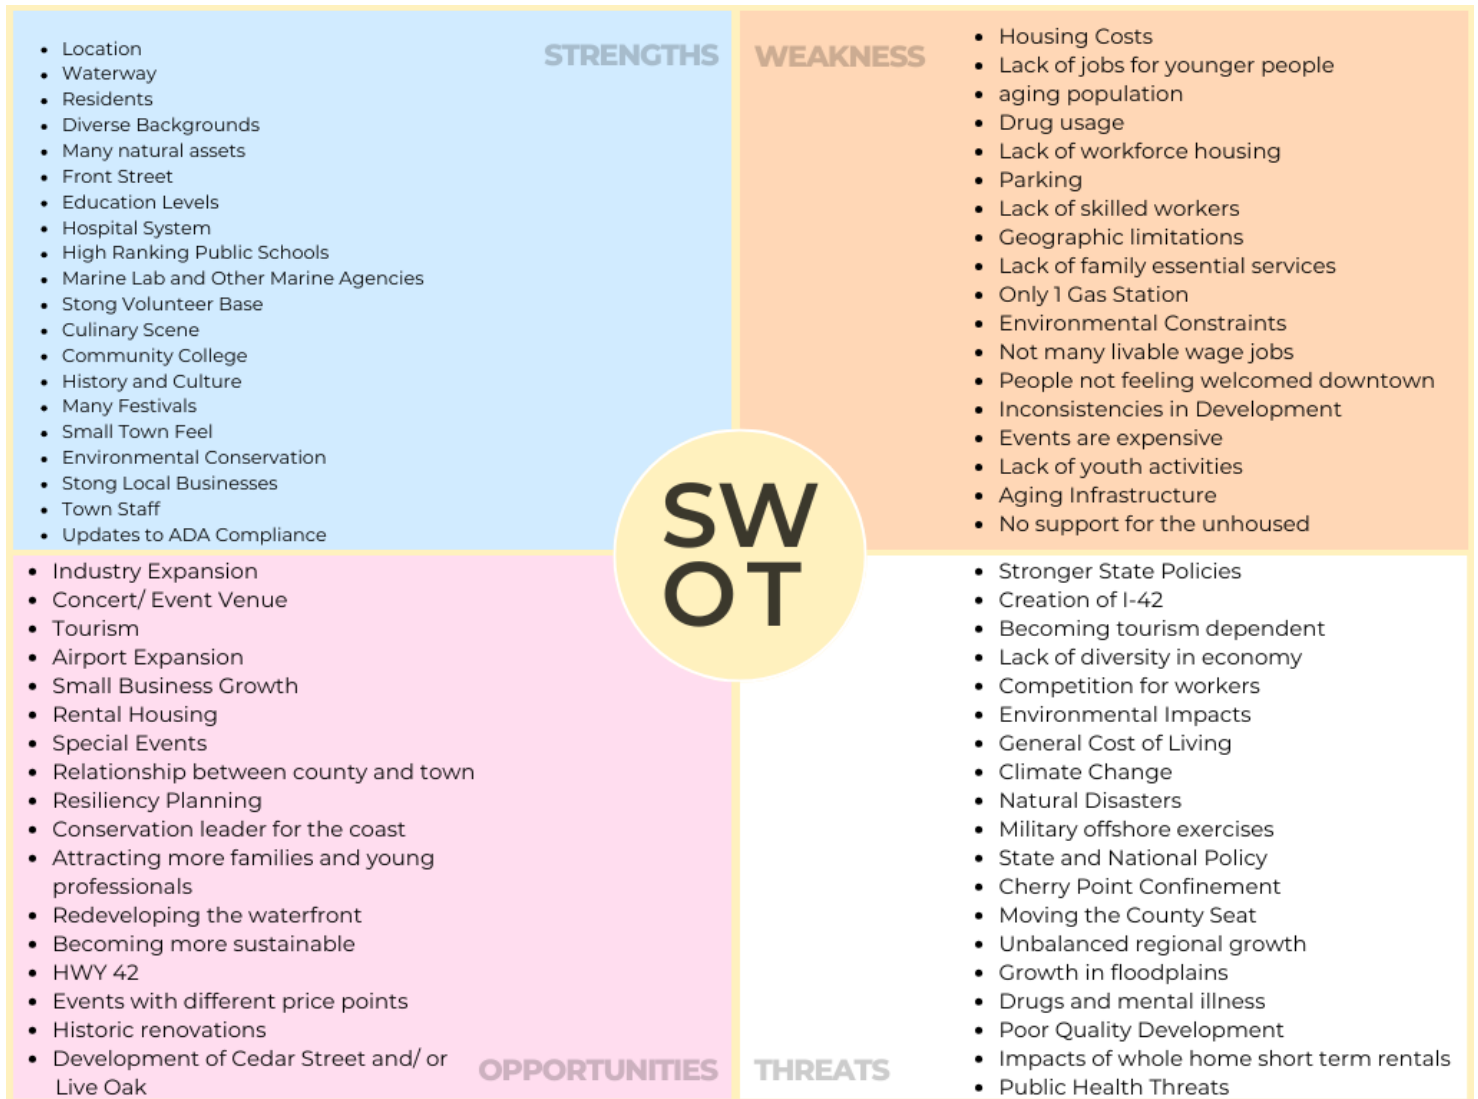 STRENGTHS
Location
Waterway
Residents
Diverse Backgrounds
Many natural assets
Front Street
Education Levels
Hospital System
High Ranking Public Schools
Marine Lab and Other Marine Agencies
Stong Volunteer Base
Culinary Scene
Community College
History and Culture
Many Festivals
Small Town Feel
Environmental Conservation
Stong Local Businesses
Town Staff
Updates to ADA Compliance
WEAKNESS
Housing Costs
Lack of jobs for younger people
aging population
Drug usage
Lack of workforce housing
Parking
Lack of skilled workers
Geographic limitations
Lack of family essential services
Only 1 Gas Station
Environmental Constraints
Not many livable wage jobs
People not feeling welcomed downtown
Inconsistencies in Development
Events are expensive
Lack of youth activities
Aging Infrastructure
No support for the unhoused
SW
OT
Industry Expansion
Concert/ Event Venue
Tourism
Airport Expansion
Small Business Growth
Rental Housing
Special Events
Relationship between county and town
Resiliency Planning
Conservation leader for the coast
Attracting more families and young
professionals
Redeveloping the waterfront
Becoming more sustainable
HWY 42
Events with different price points
Historic renovations
Development of Cedar Street and/ or
Live Oak
OPPORTUNITIES
Stronger State Policies
Creation of I-42
Becoming tourism dependent
Lack of diversity in economy
Competition for workers
Environmental Impacts
General Cost of Living
Climate Change
Natural Disasters
Military offshore exercises
State and National Policy
Cherry Point Confinement
Moving the County Seat
Unbalanced regional growth
Growth in floodplains
Drugs and mental illness
Poor Quality Development
Impacts of whole home short term rentals
Public Health Threats
THREATS